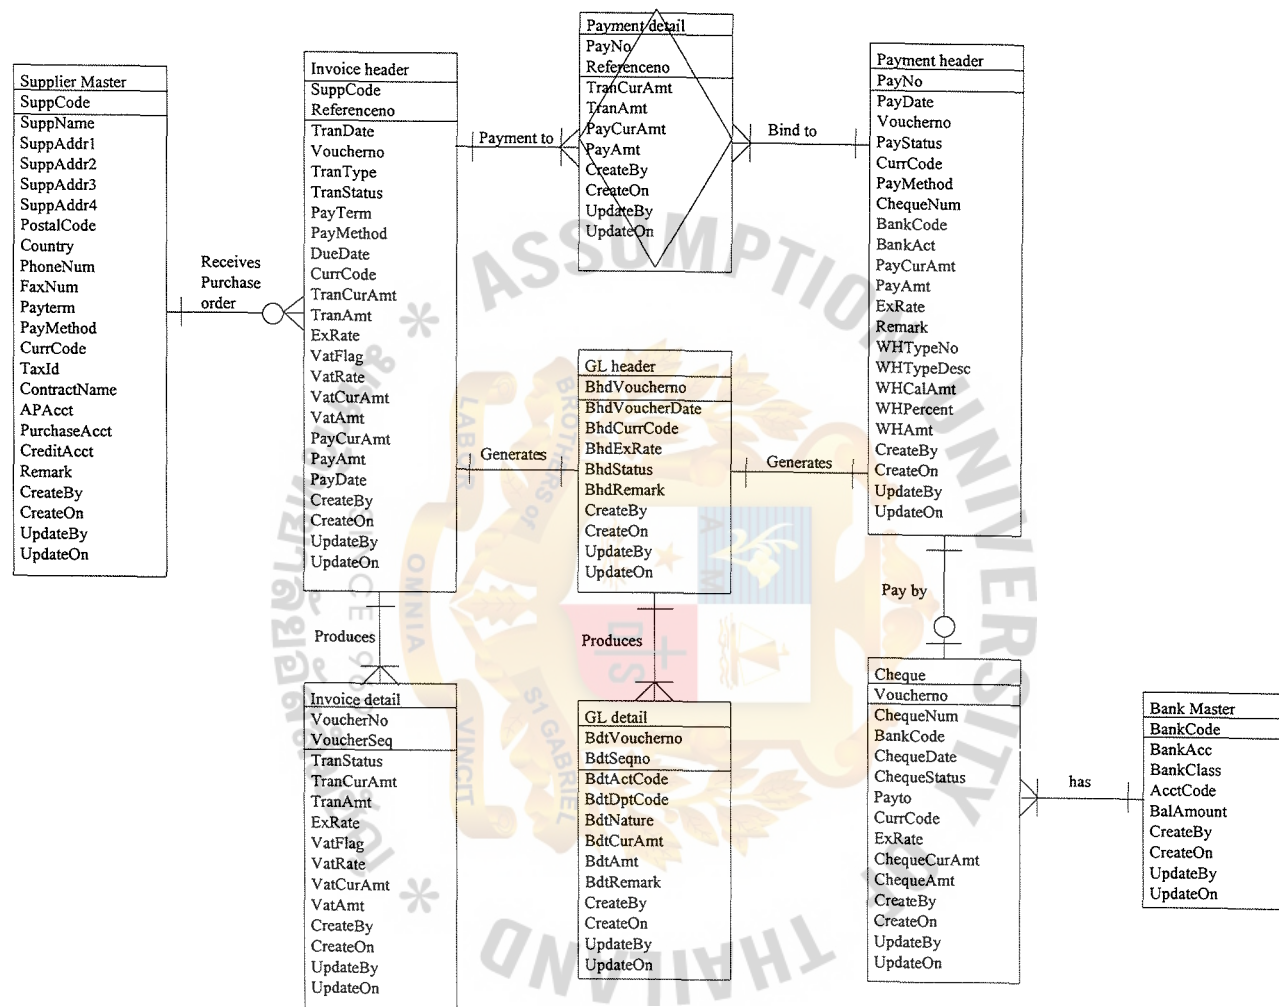 Supplier Master
SuppCode
SuppName
SuppAddr1
SuppAddr2
SuppAddr3
SuppAddr4
PostalCode
Country
PhoneNum
FaxNum
Payterm
PayMethod
CurrCode
TaxId
ContractName
APAcct
PurchaseAcct
CreditAcct
Remark
CreateBy
CreateOn
UpdateBy
UpdateOn
Receives
Purchase
order
Invoice header
SuppCode
Referenceno
TranDate
Voucherno
TranType
TranStatus
PayTerm
PayMethod
DueDate
CurrCode
TranCurAmt
TranAmt
ExRate
VatFlag
VatRate
VatCurAmt
VatAmt
PayCurAmt
PayAmt
PayDate
CreateBy
CreateOn
UpdateBy
UpdateOn
Produces
Invoice detail
VoucherNo
VoucherSeq
TranStatus
TranCurAmt
TranAmt
ExRate
VatFlag
VatRate
VatCurAmt
VatAmt
CreateBy
CreateOn
UpdateBy
UpdateOn
Payment to
Payment detail
PayNo
Referenceno
TranCurAmt
TranAmt
PayCurAmt
PayAmt
CreateBy
CreateOn
UpdateBy
UpdateOn
Bind to
Generates
GL header
BhdVoucherno
BhdVoucherDate
BhdCurrCode
BhdExRate
BhdStatus
BhdRemark
CreateBy
CreateOn
UpdateBy
UpdateOn
Generates
Produces
GL detail
BdtVoucherno
BdtSeqno
BdtActCode
BdtDptCode
BdtNature
BdtCurAmt
BdtAmt
BdtRemark
CreateBy
CreateOn
UpdateBy
UpdateOn
Payment header
PayNo
PayDate
Voucherno
PayStatus
CurrCode
PayMethod
ChequeNum
BankCode
BankAct
PayCurAmt
PayAmt
ExRate
Remark
WHTypeNo
WHTypeDesc
WHCalAmt
WHPercent
WHAmt
CreateBy
CreateOn
UpdateBy
UpdateOn
Pay by
Cheque
Voucherno
ChequeNum
BankCode
ChequeDate
ChequeStatus
Payto
CurrCode
ExRate
ChequeCurAmt
ChequeAmt
CreateBy
CreateOn
UpdateBy
UpdateOn
has
Bank Master
BankCode
BankAcc
BankClass
AcctCode
BalAmount
CreateBy
CreateOn
UpdateBy
UpdateOn
ASSUMPTION UNIVERSITY OF THAILAND
LABOR
OMNIA
VINCIT
BROTHERS of
S1 GABRIEL
DS